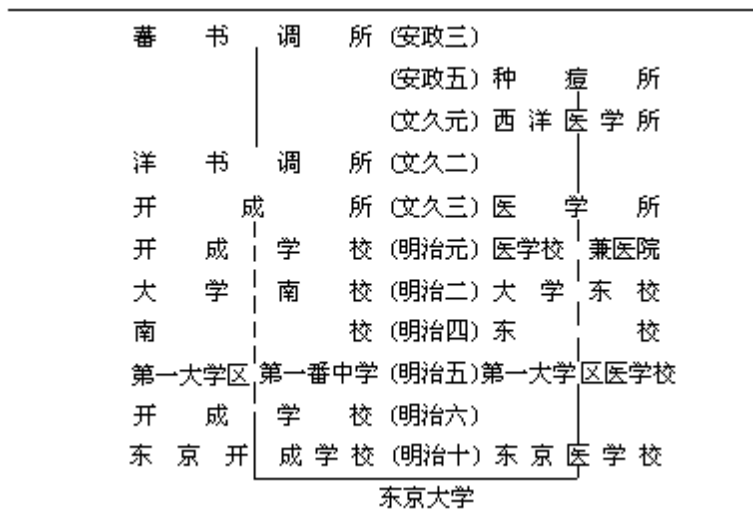 蕃书调所 (安政三)
(安政五) 种痘所
(文久元) 西洋医学所
洋书调所 (文久二)
开成所 (文久三) 医学所
开成学校 (明治元) 医学校兼医院
大学南校 (明治二) 大学东校
南校 (明治四) 东校
第一大学区第一番中学 (明治五) 第一大学区医学校
开成学校 (明治六)
东京开成学校 (明治十) 东京医学校
东京大学